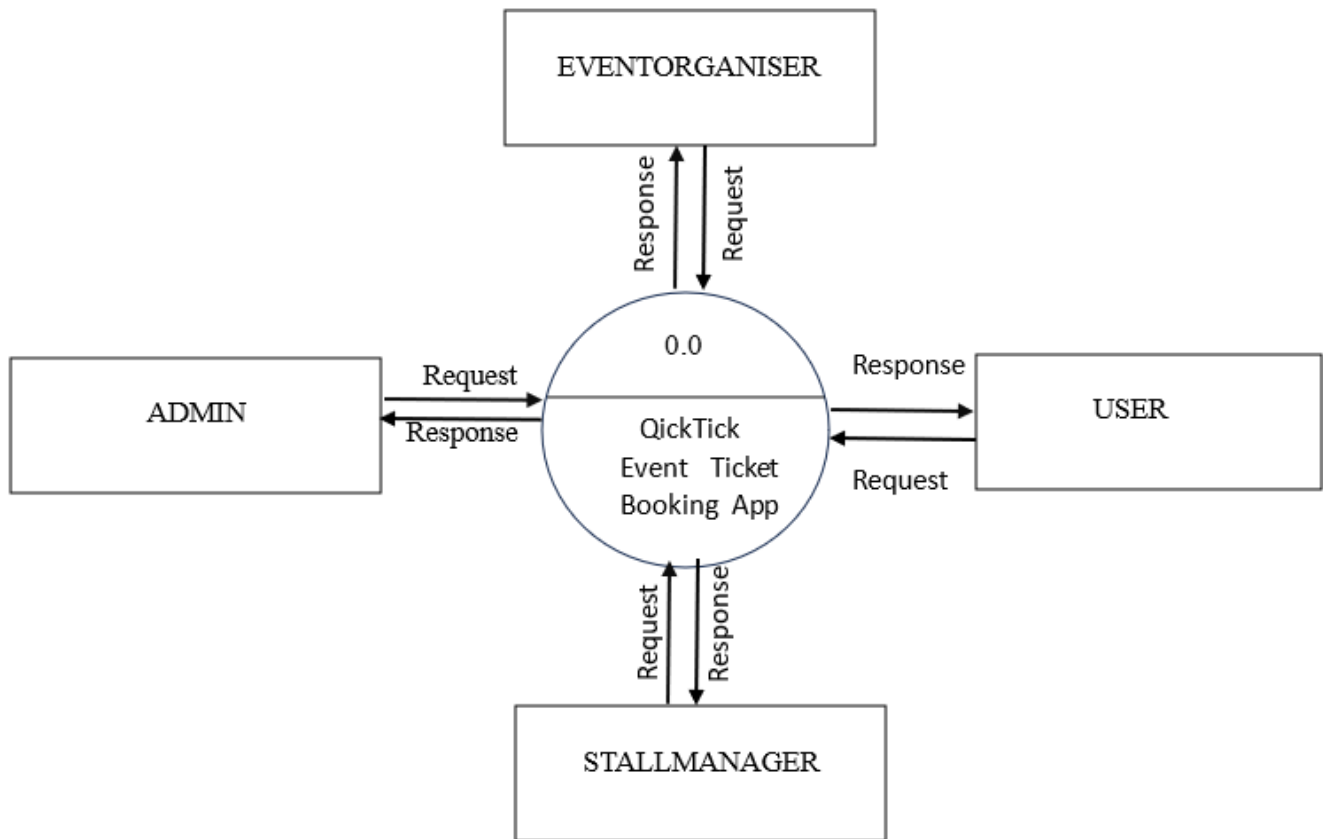 EVENTORGANISER
Response
Request
0.0
Request
Response
ADMIN
Response
USER
QickTick
Event Ticket
Booking App
Response
Request
Request
Response
STALLMANAGER